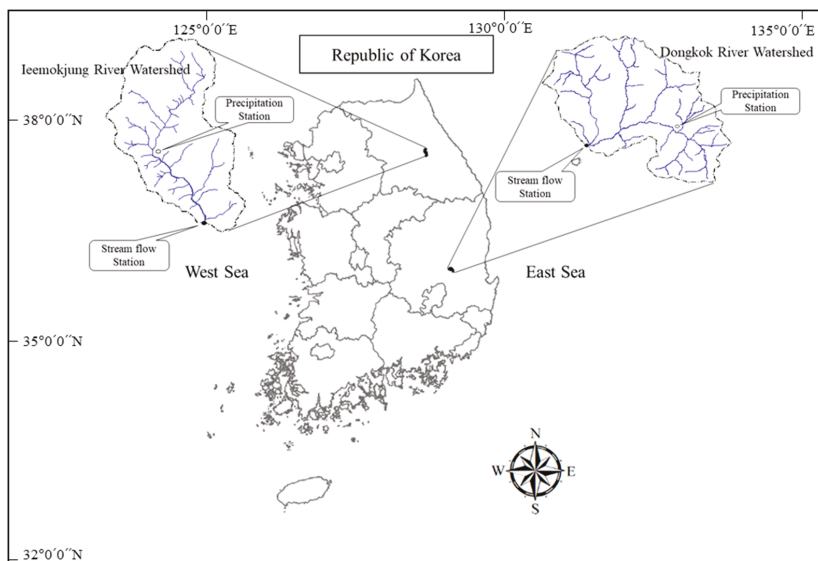 125°0′0″E
130°0′0″E
135°0′0″E
Republic of Korea
Ieemokjung River Watershed
Dongkok River Watershed
Precipitation
Station
Precipitation
Station
38°0′0″N
Stream flow
Station
Stream flow
Station
West Sea
East Sea
35°0′0″N
N
W
E
S
32°0′0″N